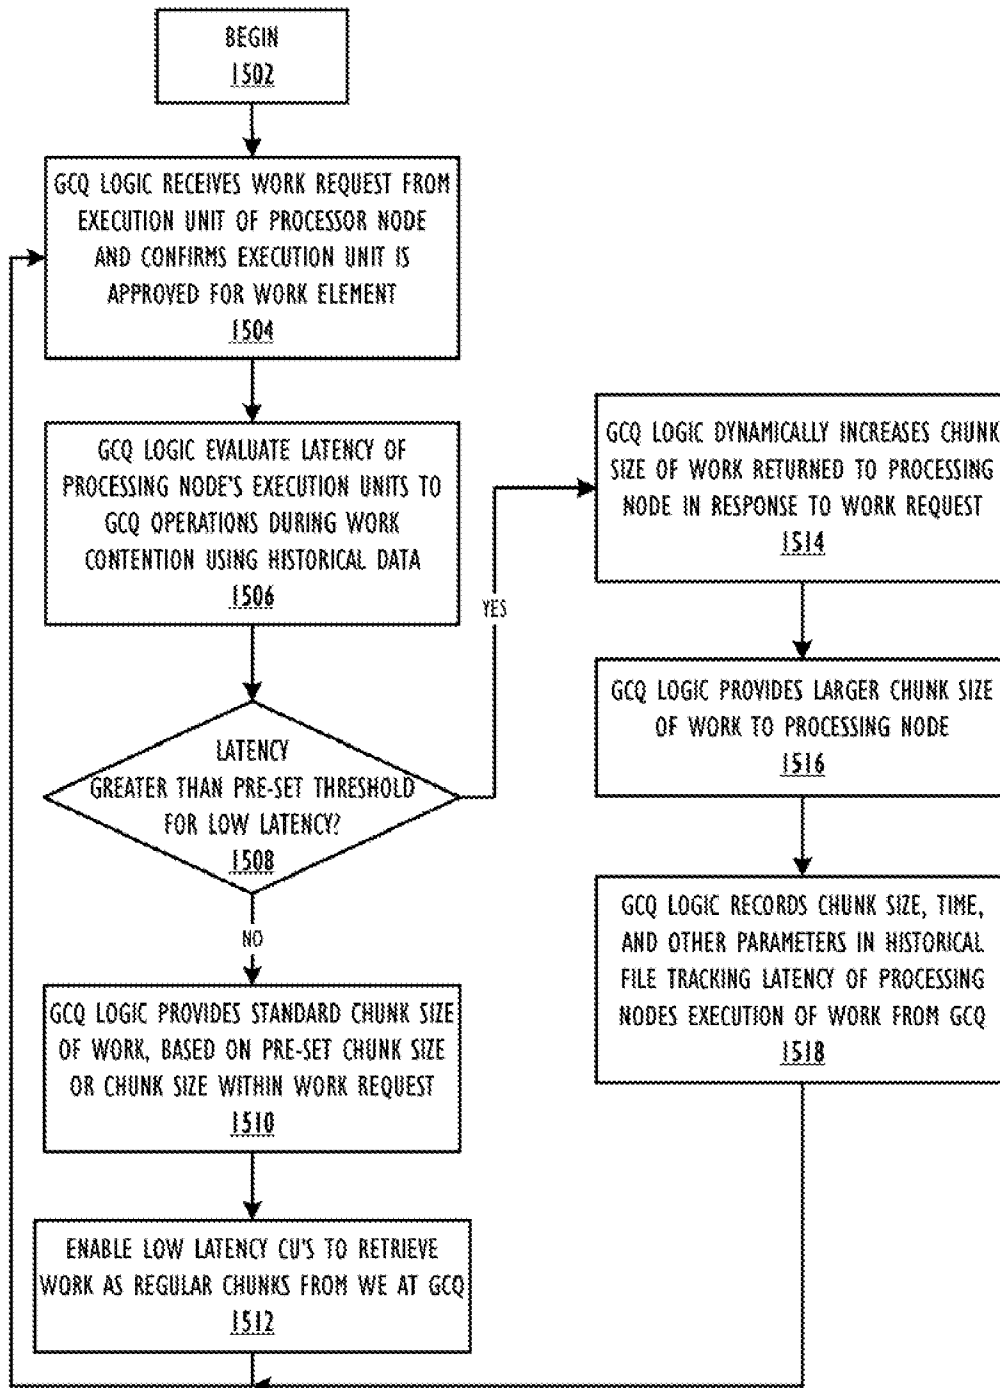 BEGIN
1502
GCQ LOGIC RECEIVES WORK REQUEST FROM
EXECUTION UNIT OF PROCESSOR NODE
AND CONFIRMS EXECUTION UNIT IS
APPROVED FOR WORK ELEMENT
1504
GCQ LOGIC EVALUATE LATENCY OF
PROCESSING NODE'S EXECUTION UNITS TO
GCQ OPERATIONS DURING WORK
CONTENTION USING HISTORICAL DATA
1506
LATENCY
GREATER THAN PRE-SET THRESHOLD
FOR LOW LATENCY?
1508
NO
GCQ LOGIC PROVIDES STANDARD CHUNK SIZE
OF WORK, BASED ON PRE-SET CHUNK SIZE
OR CHUNK SIZE WITHIN WORK REQUEST
1510
ENABLE LOW LATENCY CU'S TO RETRIEVE
WORK AS REGULAR CHUNKS FROM WE AT GCQ
1512
YES
GCQ LOGIC DYNAMICALLY INCREASES CHUNK
SIZE OF WORK RETURNED TO PROCESSING
NODE IN RESPONSE TO WORK REQUEST
1514
GCQ LOGIC PROVIDES LARGER CHUNK SIZE
OF WORK TO PROCESSING NODE
1516
GCQ LOGIC RECORDS CHUNK SIZE, TIME,
AND OTHER PARAMETERS IN HISTORICAL
FILE TRACKING LATENCY OF PROCESSING
NODES EXECUTION OF WORK FROM GCQ
1518